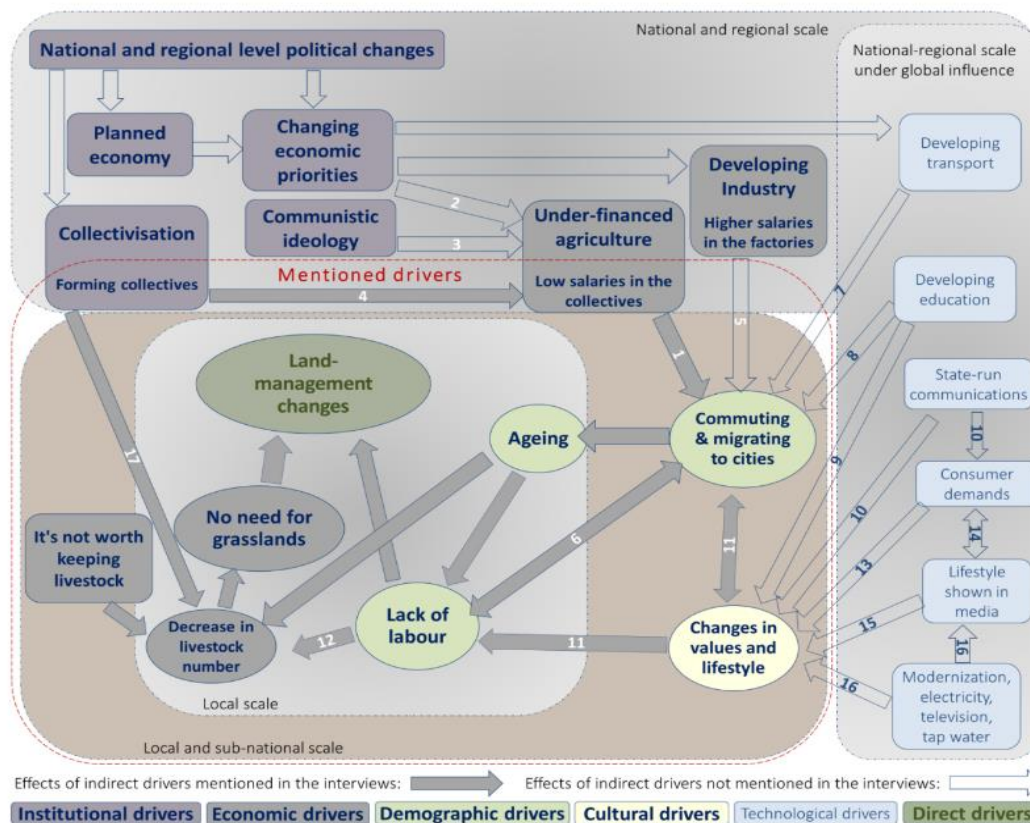 National and regional level political changes
National and regional scale
National-regional scale
under global influence
Planned
economy
Changing
economic
priorities
Developing
transport
Developing
Industry
Higher salaries
in the factories
2
Communistic
ideology
3
Under-financed
agriculture
Low salaries in the
collectives
Collectivisation
Forming collectives
Mentioned drivers
4
7
Developing
education
5
1
8
Land-
management
changes
State-run
communications
Ageing
Commuting
& migrating
to cities
10
17
9
Consumer
demands
10
No need for
grasslands
It's not worth
keeping
livestock
6
11
13
14
Lifestyle
shown in
media
Lack of
labour
Decrease in
livestock
number
12
11
Changes in
values and
lifestyle
15
16
16
Modernization,
electricity,
television,
tap water
Local scale
Local and sub-national scale
Effects of indirect drivers mentioned in the interviews:
Effects of indirect drivers not mentioned in the interviews:
Institutional drivers
Economic drivers
Demographic drivers
Cultural drivers
Technological drivers
Direct drivers